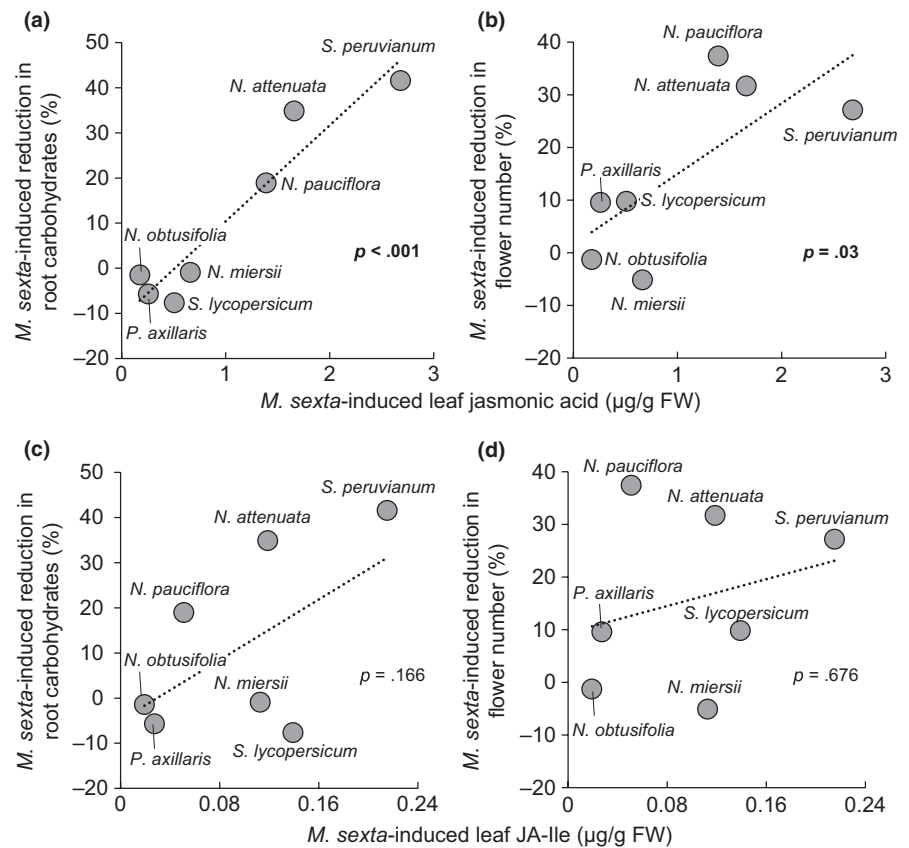 (a)
M. sexta-induced reduction in
root carbohydrates (%)
50
40
30
20
10
0
–10
–20
S. peruvianum
N. attenuata
N. pauciflora
N. obtusifolia
N. miersii
S. lycopersicum
P. axillaris
p < .001
0
1
2
3
(b)
M. sexta-induced reduction in
flower number (%)
40
30
20
10
0
–10
–20
N. pauciflora
N. attenuata
S. peruvianum
P. axillaris
S. lycopersicum
N. obtusifolia
N. miersii
p = .03
0
1
2
3
M. sexta-induced leaf jasmonic acid (µg/g FW)
(c)
M. sexta-induced reduction in
root carbohydrates (%)
50
40
30
20
10
0
–10
–20
S. peruvianum
N. attenuata
N. pauciflora
N. obtusifolia
N. miersii
P. axillaris
S. lycopersicum
p = .166
0
0.08
0.16
0.24
(d)
M. sexta-induced reduction in
flower number (%)
40
30
20
10
0
–10
–20
N. pauciflora
N. attenuata
S. peruvianum
P. axillaris
S. lycopersicum
N. miersii
N. obtusifolia
p = .676
0
0.08
0.16
0.24
M. sexta-induced leaf JA-Ile (µg/g FW)